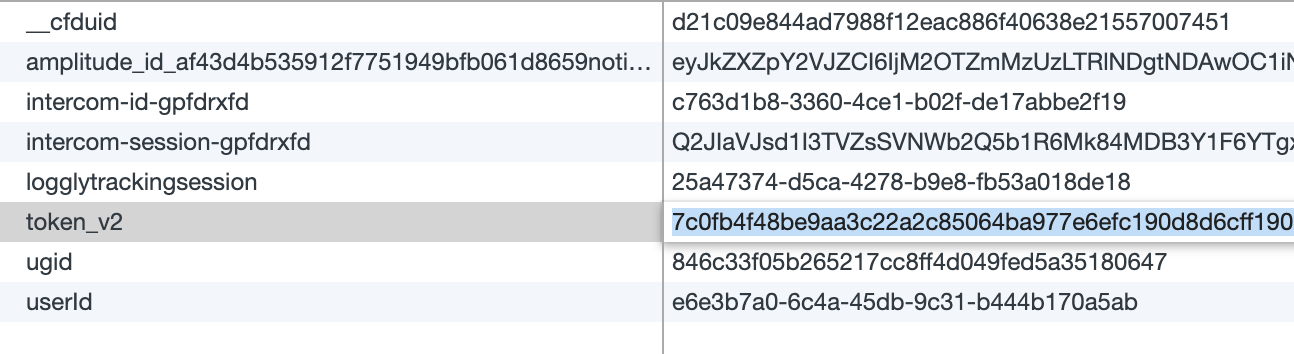 __cfduid d21c09e844ad7988f12eac886f40638e21557007451
amplitude_id_af43d4b535912f7751949bfb061d8659noti... eyJkZXZpY2VJZCI6IjM2OTZmMzUzLTRlNDgtNDAwOC1iN
intercom-id-gpfdrxfd c763d1b8-3360-4ce1-b02f-de17abbe2f19
intercom-session-gpfdrxfd Q2JIaVJsd1I3TVZsSVNWb2Q5b1R6Mk84MDB3Y1F6YTgx
logglytrackingsession 25a47374-d5ca-4278-b9e8-fb53a018de18
token_v2 7c0fb4f48be9aa3c22a2c85064ba977e6efc190d8d6cff190
ugid 846c33f05b265217cc8ff4d049fed5a35180647
userId e6e3b7a0-6c4a-45db-9c31-b444b170a5ab